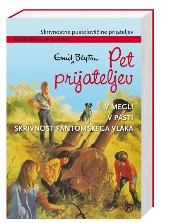 Skrivnostne pustolovščine prijateljev
Enid Blyton
Pet
prijateljev
V MEGLI
V PASTI
SKRIVNOST FANTOMSKEGA VLAKA